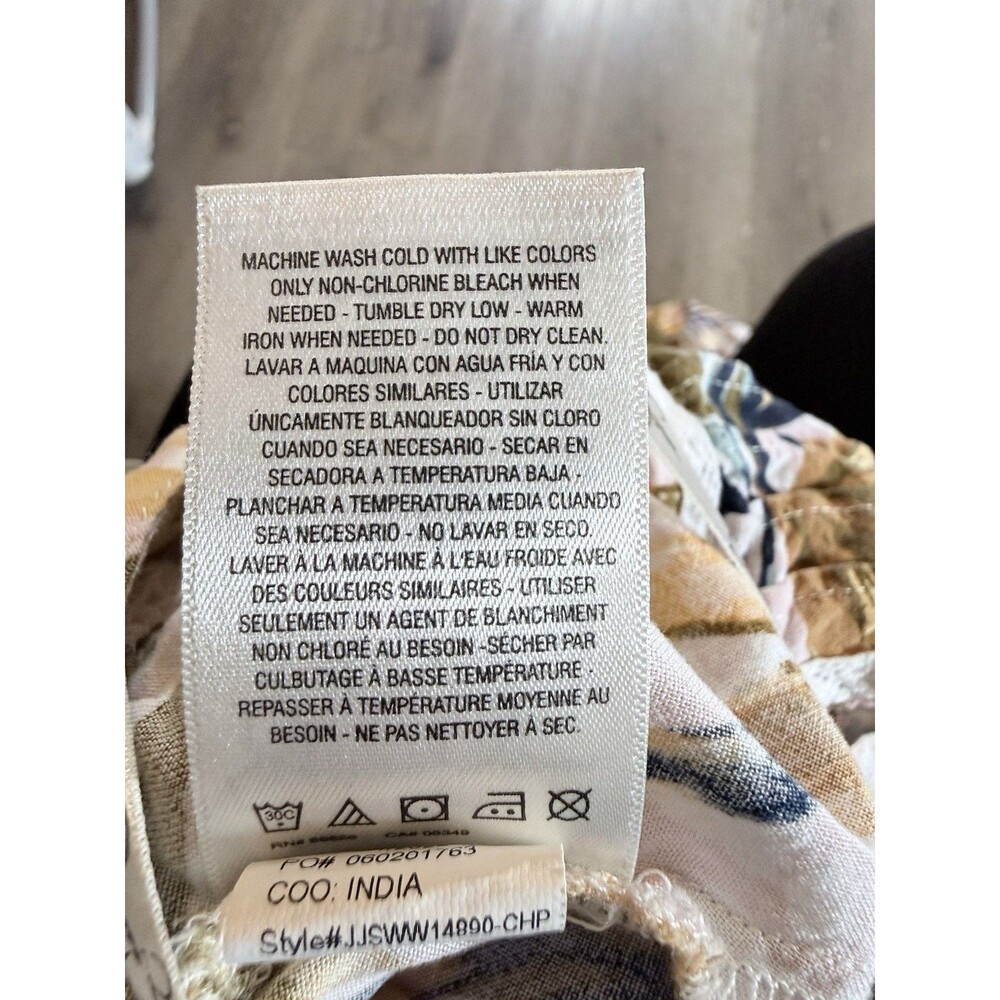 MACHINE WASH COLD WITH LIKE COLORS
ONLY NON-CHLORINE BLEACH WHEN
NEEDED - TUMBLE DRY LOW - WARM
IRON WHEN NEEDED - DO NOT DRY CLEAN.
LAVAR A MAQUINA CON AGUA FRÍA Y CON
COLORES SIMILARES - UTILIZAR
ÚNICAMENTE BLANQUEADOR SIN CLORO
CUANDO SEA NECESARIO - SECAR EN
SECADORA A TEMPERATURA BAJA -
PLANCHAR A TEMPERATURA MEDIA CUANDO
SEA NECESARIO - NO LAVAR EN SECO.
LAVER À LA MACHINE À L'EAU FROIDE AVEC
DES COULEURS SIMILAIRES - UTILISER
SEULEMENT UN AGENT DE BLANCHIMENT
NON CHLORÉ AU BESOIN -SÉCHER PAR
CULBUTAGE À BASSE TEMPÉRATURE -
REPASSER À TEMPÉRATURE MOYENNE AU
BESOIN - NE PAS NETTOYER À SEC.
30C
RN# CA# 06349
PO# 060201763
COO: INDIA
Style#JJSWW14890-CHP